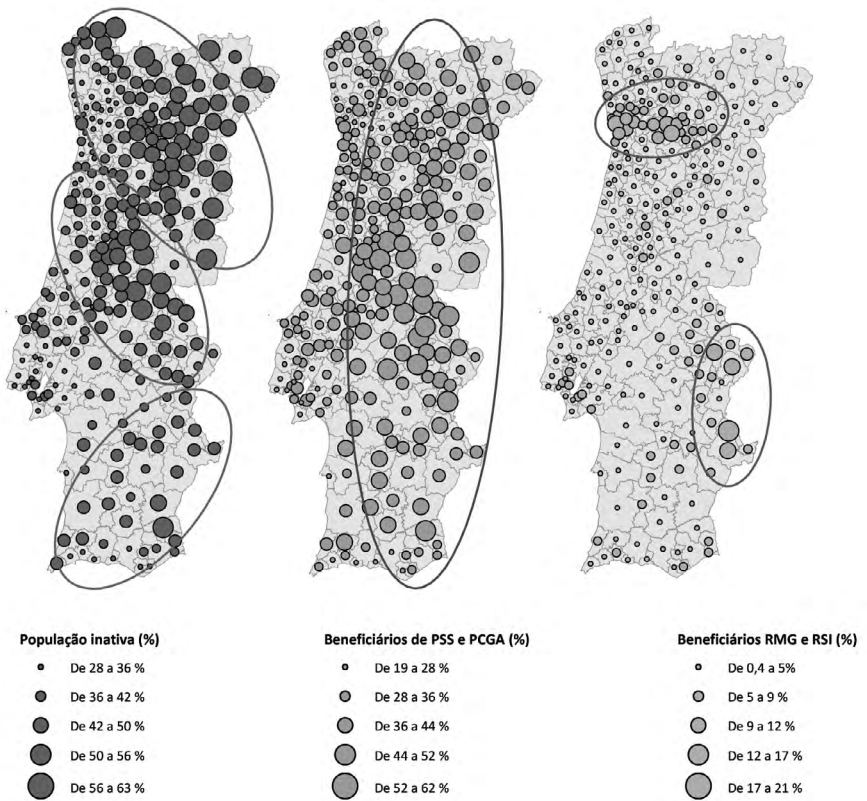 População inativa (%)
De 28 a 36 %
De 36 a 42 %
De 42 a 50 %
De 50 a 56 %
De 56 a 63 %
Beneficiários de PSS e PCGA (%)
De 19 a 28 %
De 28 a 36 %
De 36 a 44 %
De 44 a 52 %
De 52 a 62 %
Beneficiários RMG e RSI (%)
De 0,4 a 5%
De 5 a 9 %
De 9 a 12 %
De 12 a 17 %
De 17 a 21 %